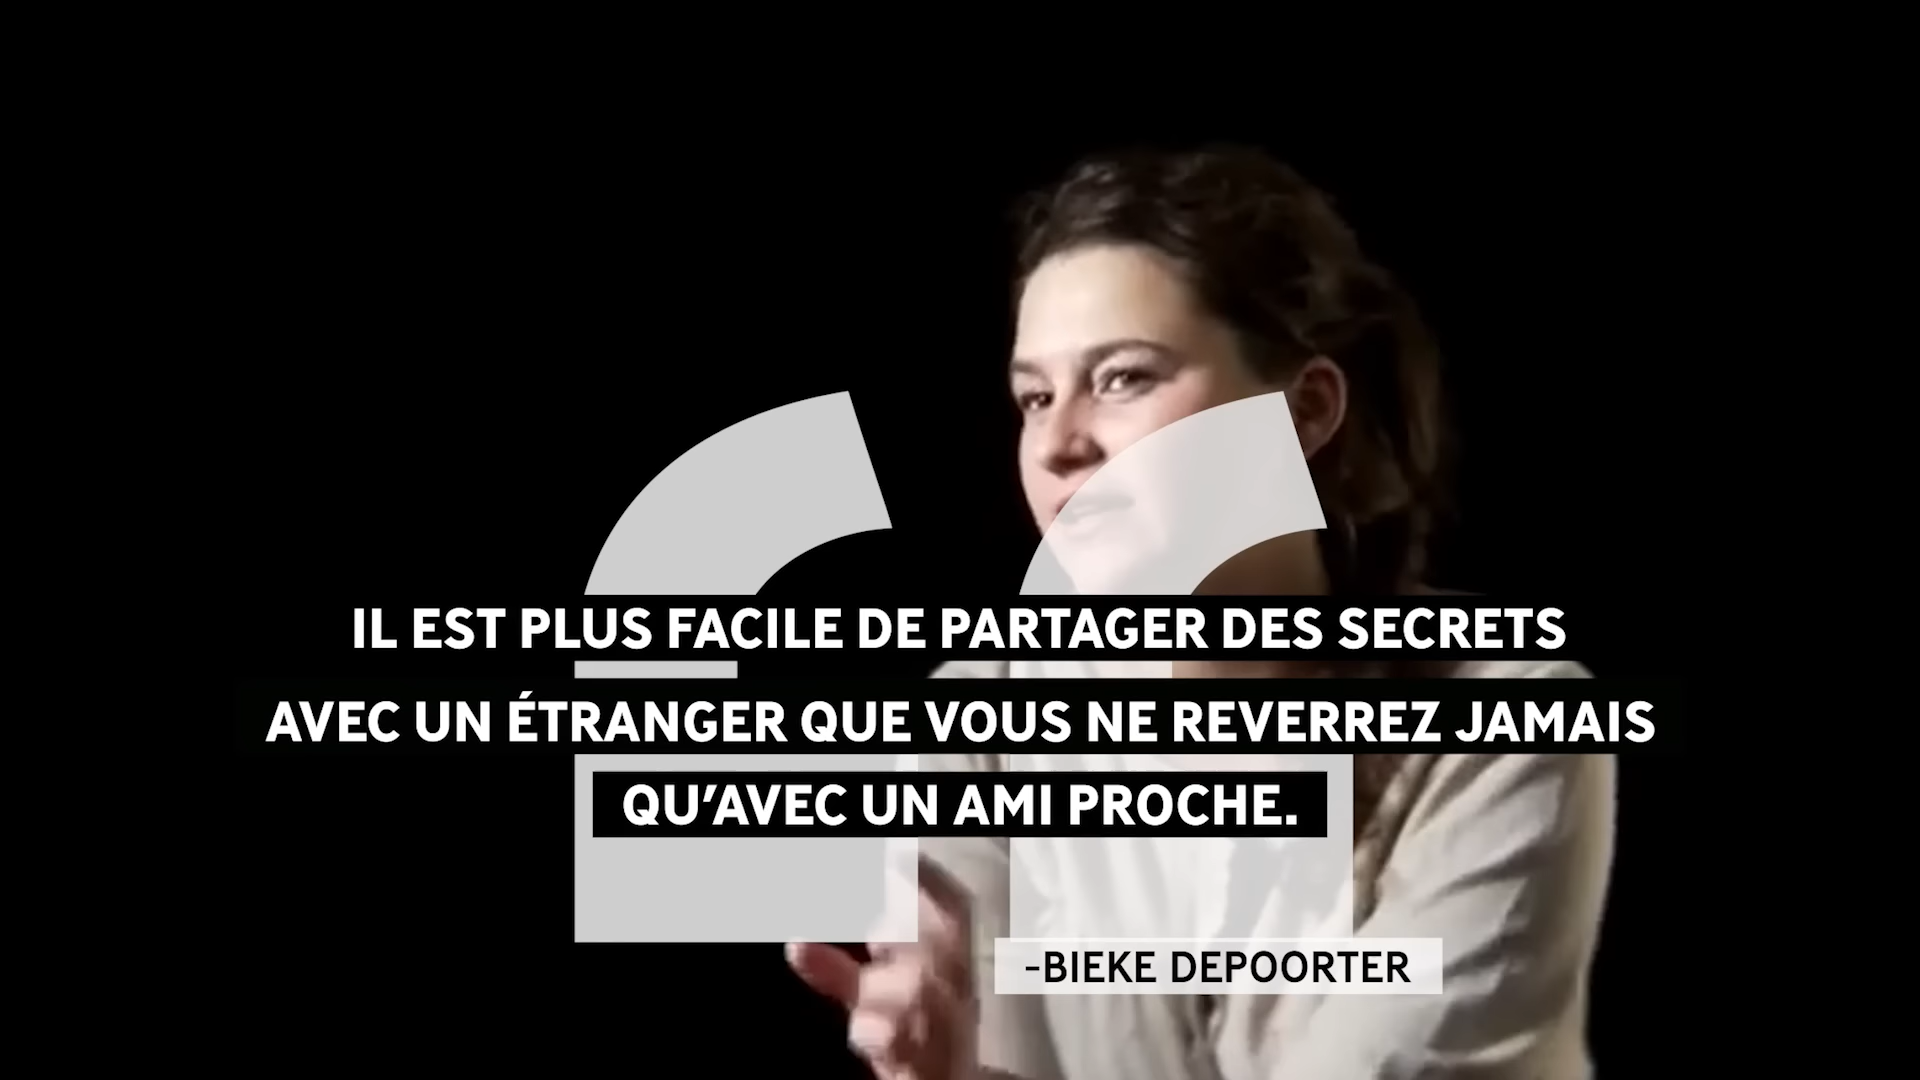 IL EST PLUS FACILE DE PARTAGER DES SECRETS
AVEC UN ÉTRANGER QUE VOUS NE REVERREZ JAMAIS
QU’AVEC UN AMI PROCHE.
-BIEKE DEPOORTER